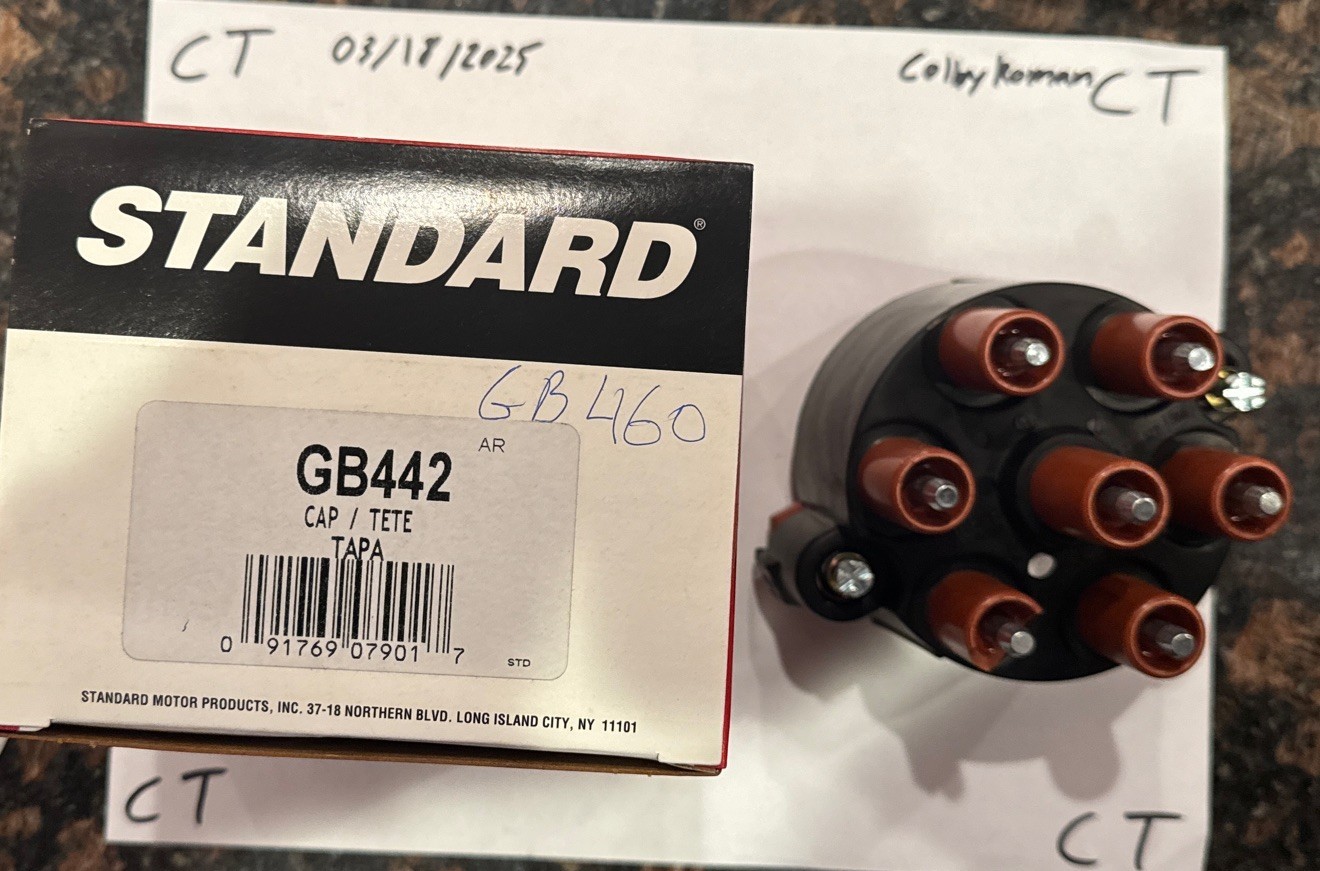 CT 03/18/2025 Colby Roman CT
STANDARD®
GB460
AR
GB442
CAP / TETE
TAPA
0 91769 07901 7
STD
STANDARD MOTOR PRODUCTS, INC. 37-18 NORTHERN BLVD. LONG ISLAND CITY, NY 11101
CT
CT